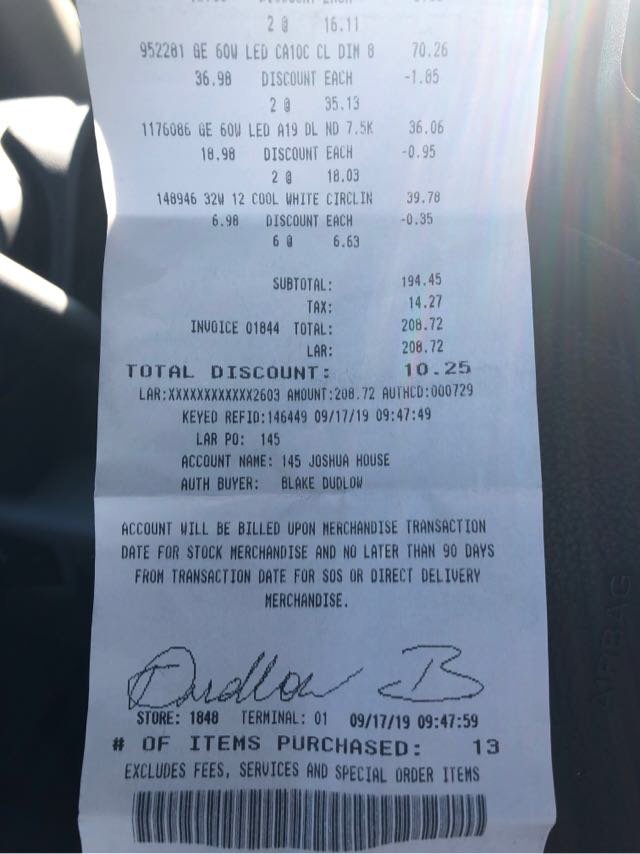 2 @ 16.11
952281 GE 60W LED CA10C CL DIM 8 70.26
36.98 DISCOUNT EACH -1.85
2 @ 35.13
1176086 GE 60W LED A19 DL ND 7.5K 36.06
18.98 DISCOUNT EACH -0.95
2 @ 18.03
148946 32W 12 COOL WHITE CIRCLIN 39.78
6.98 DISCOUNT EACH -0.35
6 @ 6.63
SUBTOTAL: 194.45
TAX: 14.27
INVOICE 01844 TOTAL: 208.72
LAR: 208.72
TOTAL DISCOUNT: 10.25
LAR:XXXXXXXXXXXX2603 AMOUNT:208.72 AUTHCD:000729
KEYED REFID:146449 09/17/19 09:47:49
LAR PO: 145
ACCOUNT NAME: 145 JOSHUA HOUSE
AUTH BUYER: BLAKE DUDLOW
ACCOUNT WILL BE BILLED UPON MERCHANDISE TRANSACTION
DATE FOR STOCK MERCHANDISE AND NO LATER THAN 90 DAYS
FROM TRANSACTION DATE FOR SOS OR DIRECT DELIVERY
MERCHANDISE.
Dudlow B
STORE: 1848 TERMINAL: 01 09/17/19 09:47:59
# OF ITEMS PURCHASED: 13
EXCLUDES FEES, SERVICES AND SPECIAL ORDER ITEMS
AIRBAG